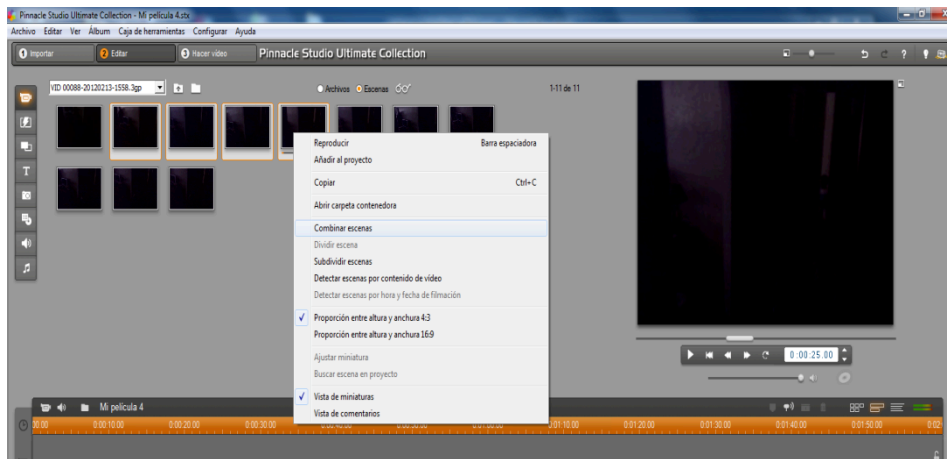 Pinnacle Studio Ultimate Collection - Mi película 4.stx
Archivo Editar Ver Álbum Caja de herramientas Configurar Ayuda
1 Importar 2 Editar 3 Hacer vídeo Pinnacle Studio Ultimate Collection
VID 00088-20120213-1558.3gp Archivos Escenas 1-11 de 11
Reproducir Barra espaciadora
Añadir al proyecto
Copiar Ctrl+C
Abrir carpeta contenedora
Combinar escenas
Dividir escena
Subdividir escenas
Detectar escenas por contenido de vídeo
Detectar escenas por hora y fecha de filmación
Proporción entre altura y anchura 4:3
Proporción entre altura y anchura 16:9
Ajustar miniatura
Buscar escena en proyecto
Vista de miniaturas
Vista de comentarios
0:00:25.00
Mi película 4
00:00 0:00:10.00 0:00:20.00 0:00:30.00 0:01:10.00 0:01:20.00 0:01:30.00 0:01:40.00 0:01:50.00